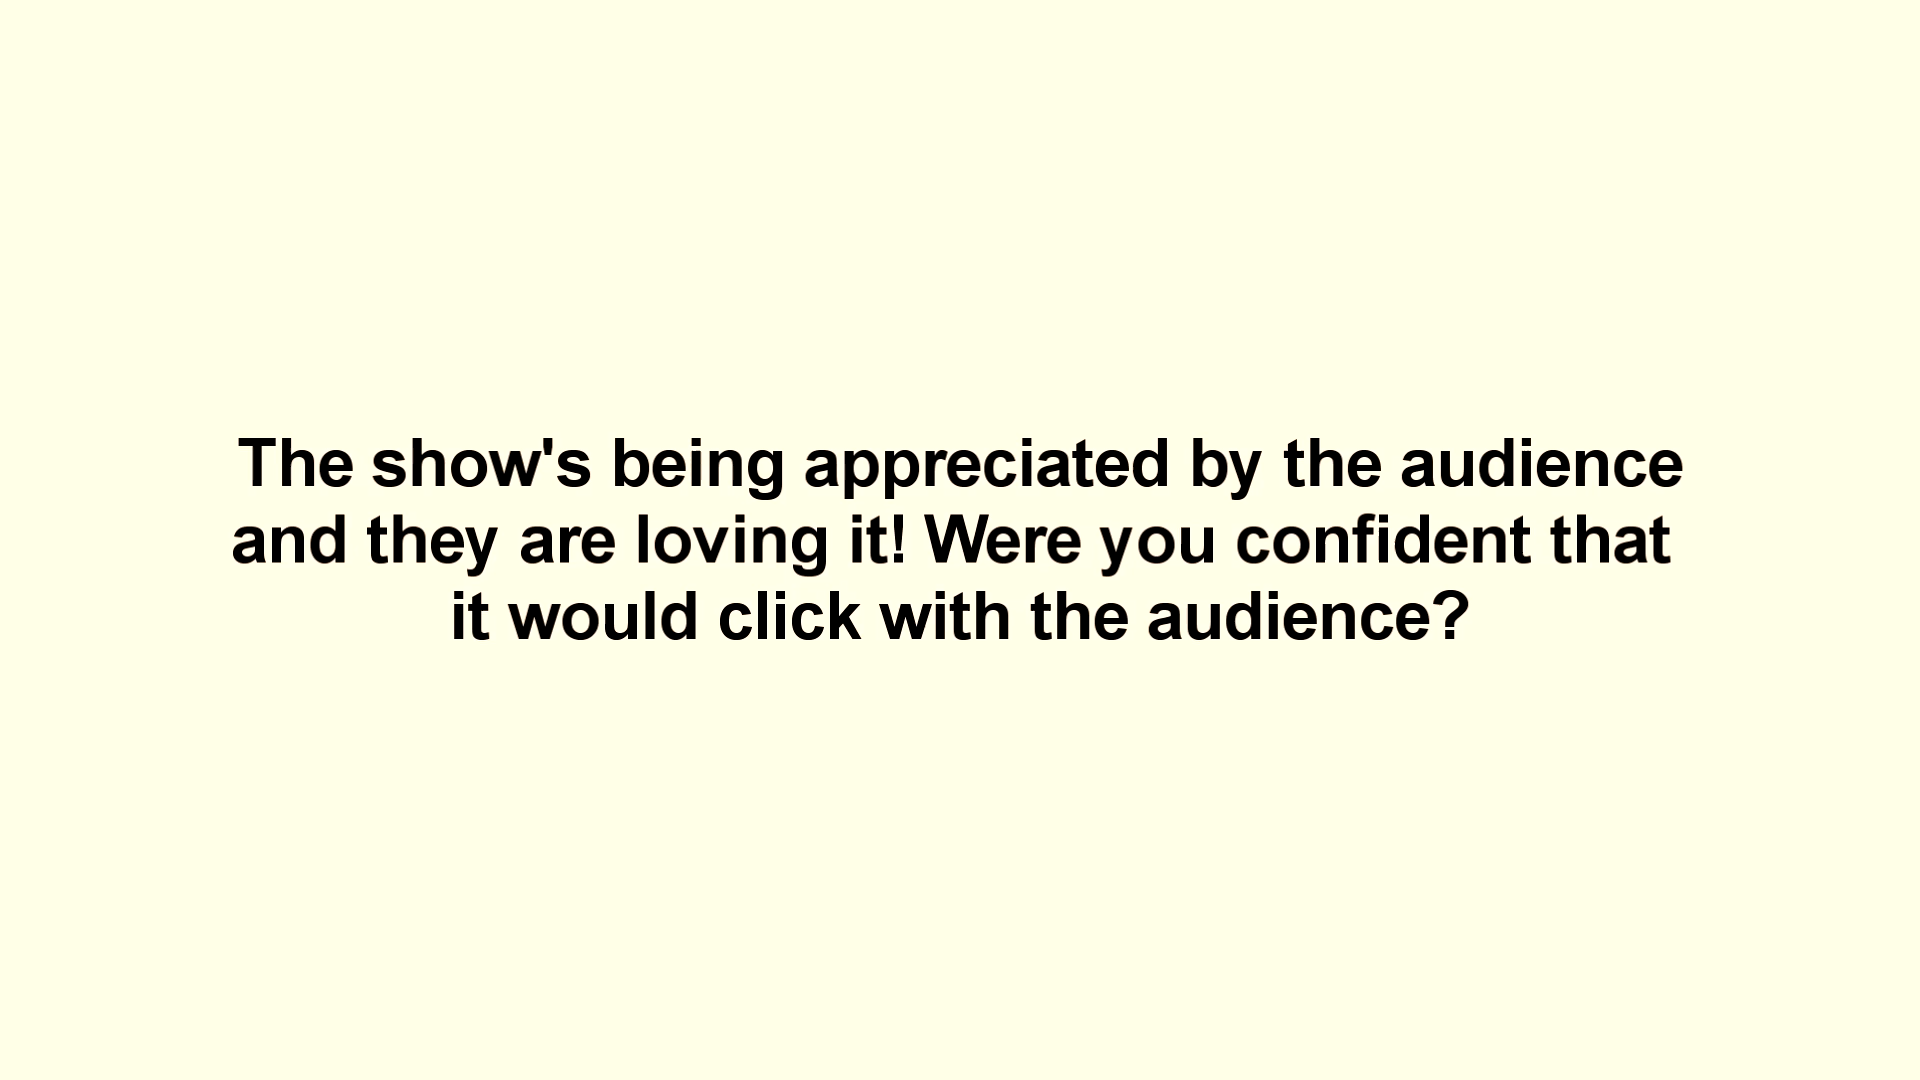 The show's being appreciated by the audience
and they are loving it! Were you confident that
it would click with the audience?